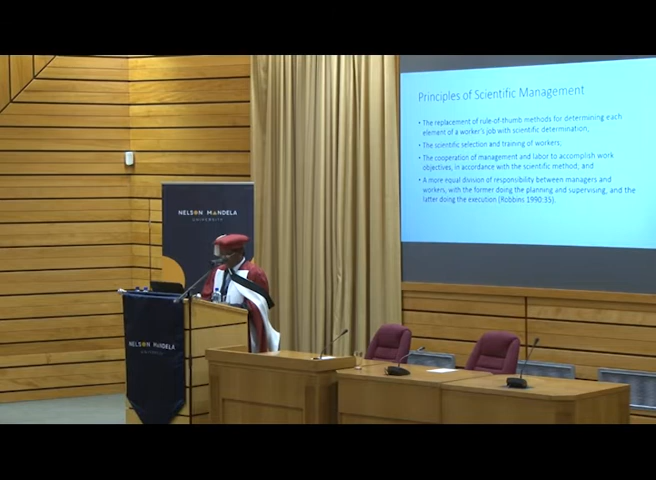 Principles of Scientific Management
• The replacement of rule-of-thumb methods for determining each
element of a worker's job with scientific determination;
• The scientific selection and training of workers;
• The cooperation of management and labor to accomplish work
objectives, in accordance with the scientific method; and
• A more equal division of responsibility between managers and
workers, with the former doing the planning and supervising, and the
latter doing the execution (Robbins 1990:35).
NELSON MANDELA
UNIVERSITY
NELSON MANDELA
UNIVERSITY